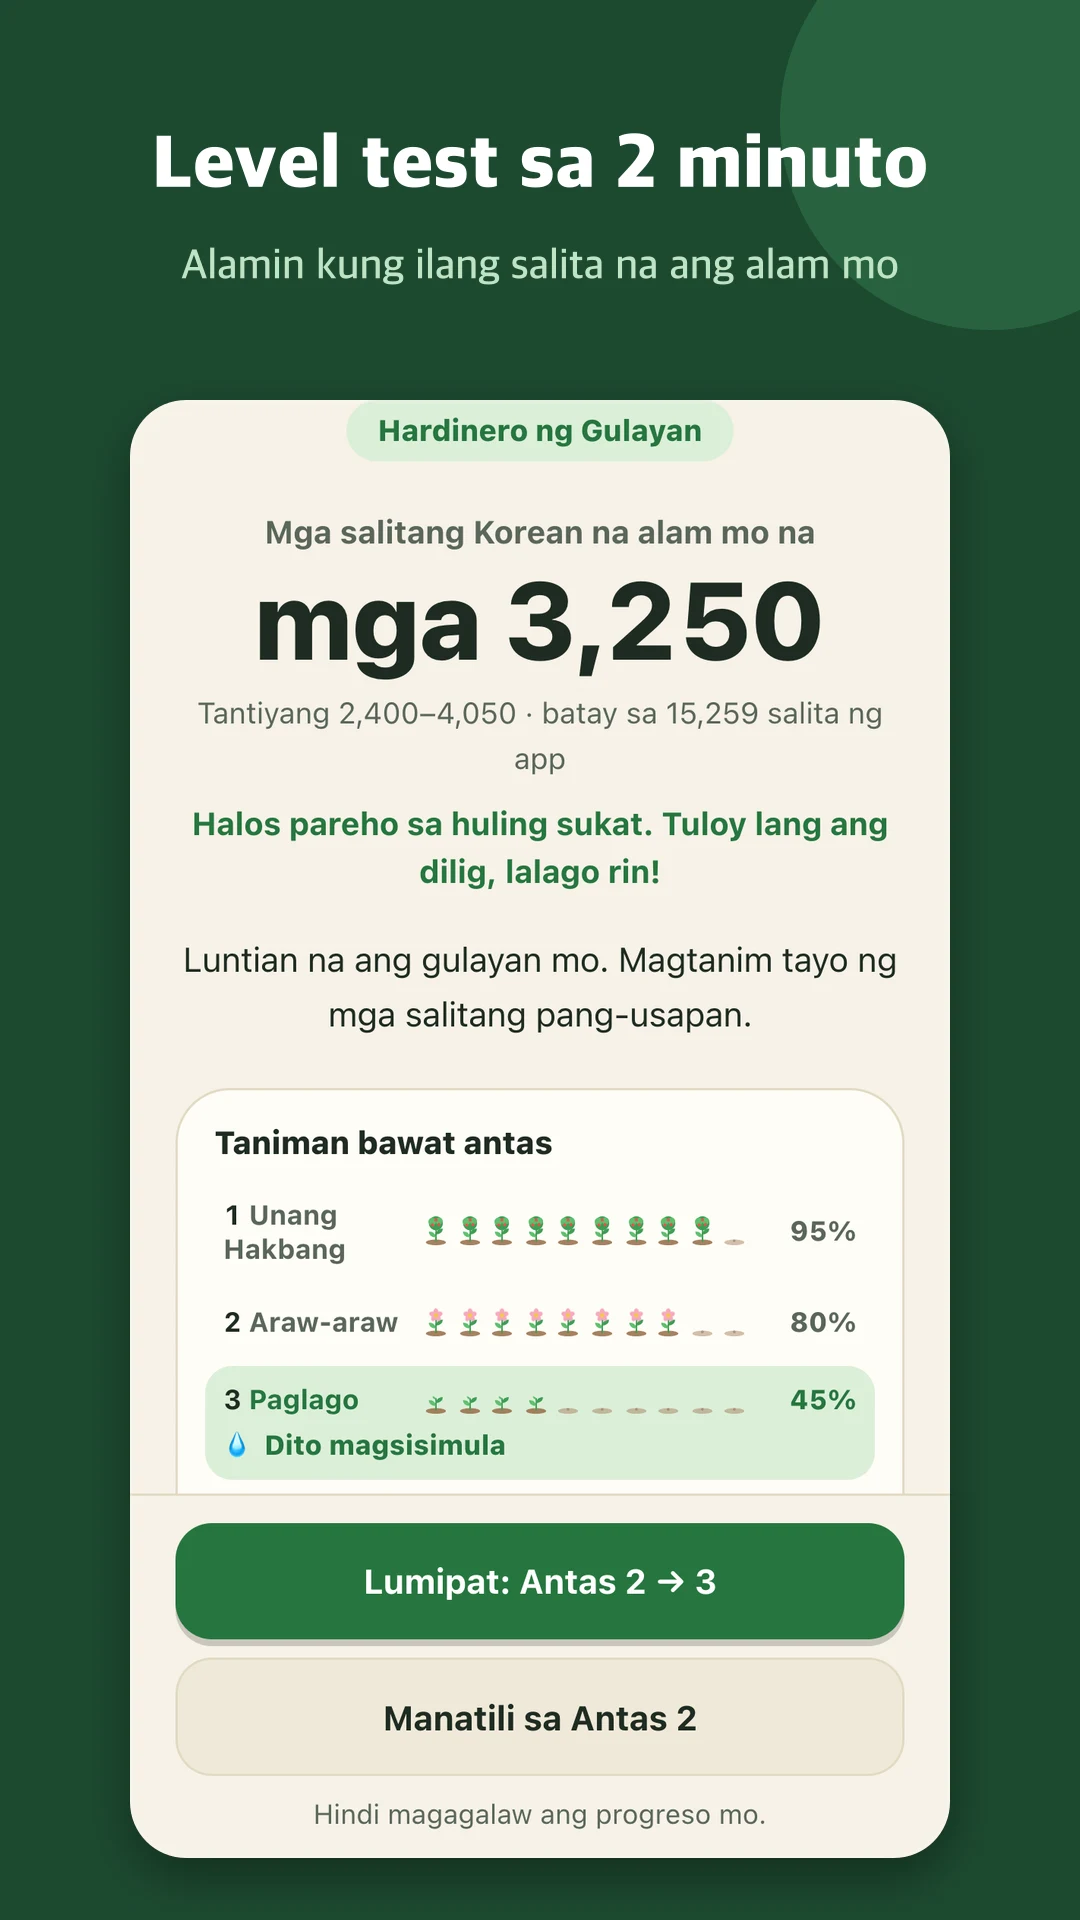 Level test sa 2 minuto
Alamin kung ilang salita na ang alam mo
Hardinero ng Gulayan
Mga salitang Korean na alam mo na
mga 3,250
Tantiyang 2,400–4,050 · batay sa 15,259 salita ng
app
Halos pareho sa huling sukat. Tuloy lang ang
dilig, lalago rin!
Luntian na ang gulayan mo. Magtanim tayo ng
mga salitang pang-usapan.
Taniman bawat antas
1 Unang
Hakbang
95%
2 Araw-araw
80%
3 Paglago
45%
Dito magsisimula
Lumipat: Antas 2 → 3
Manatili sa Antas 2
Hindi magagalaw ang progreso mo.